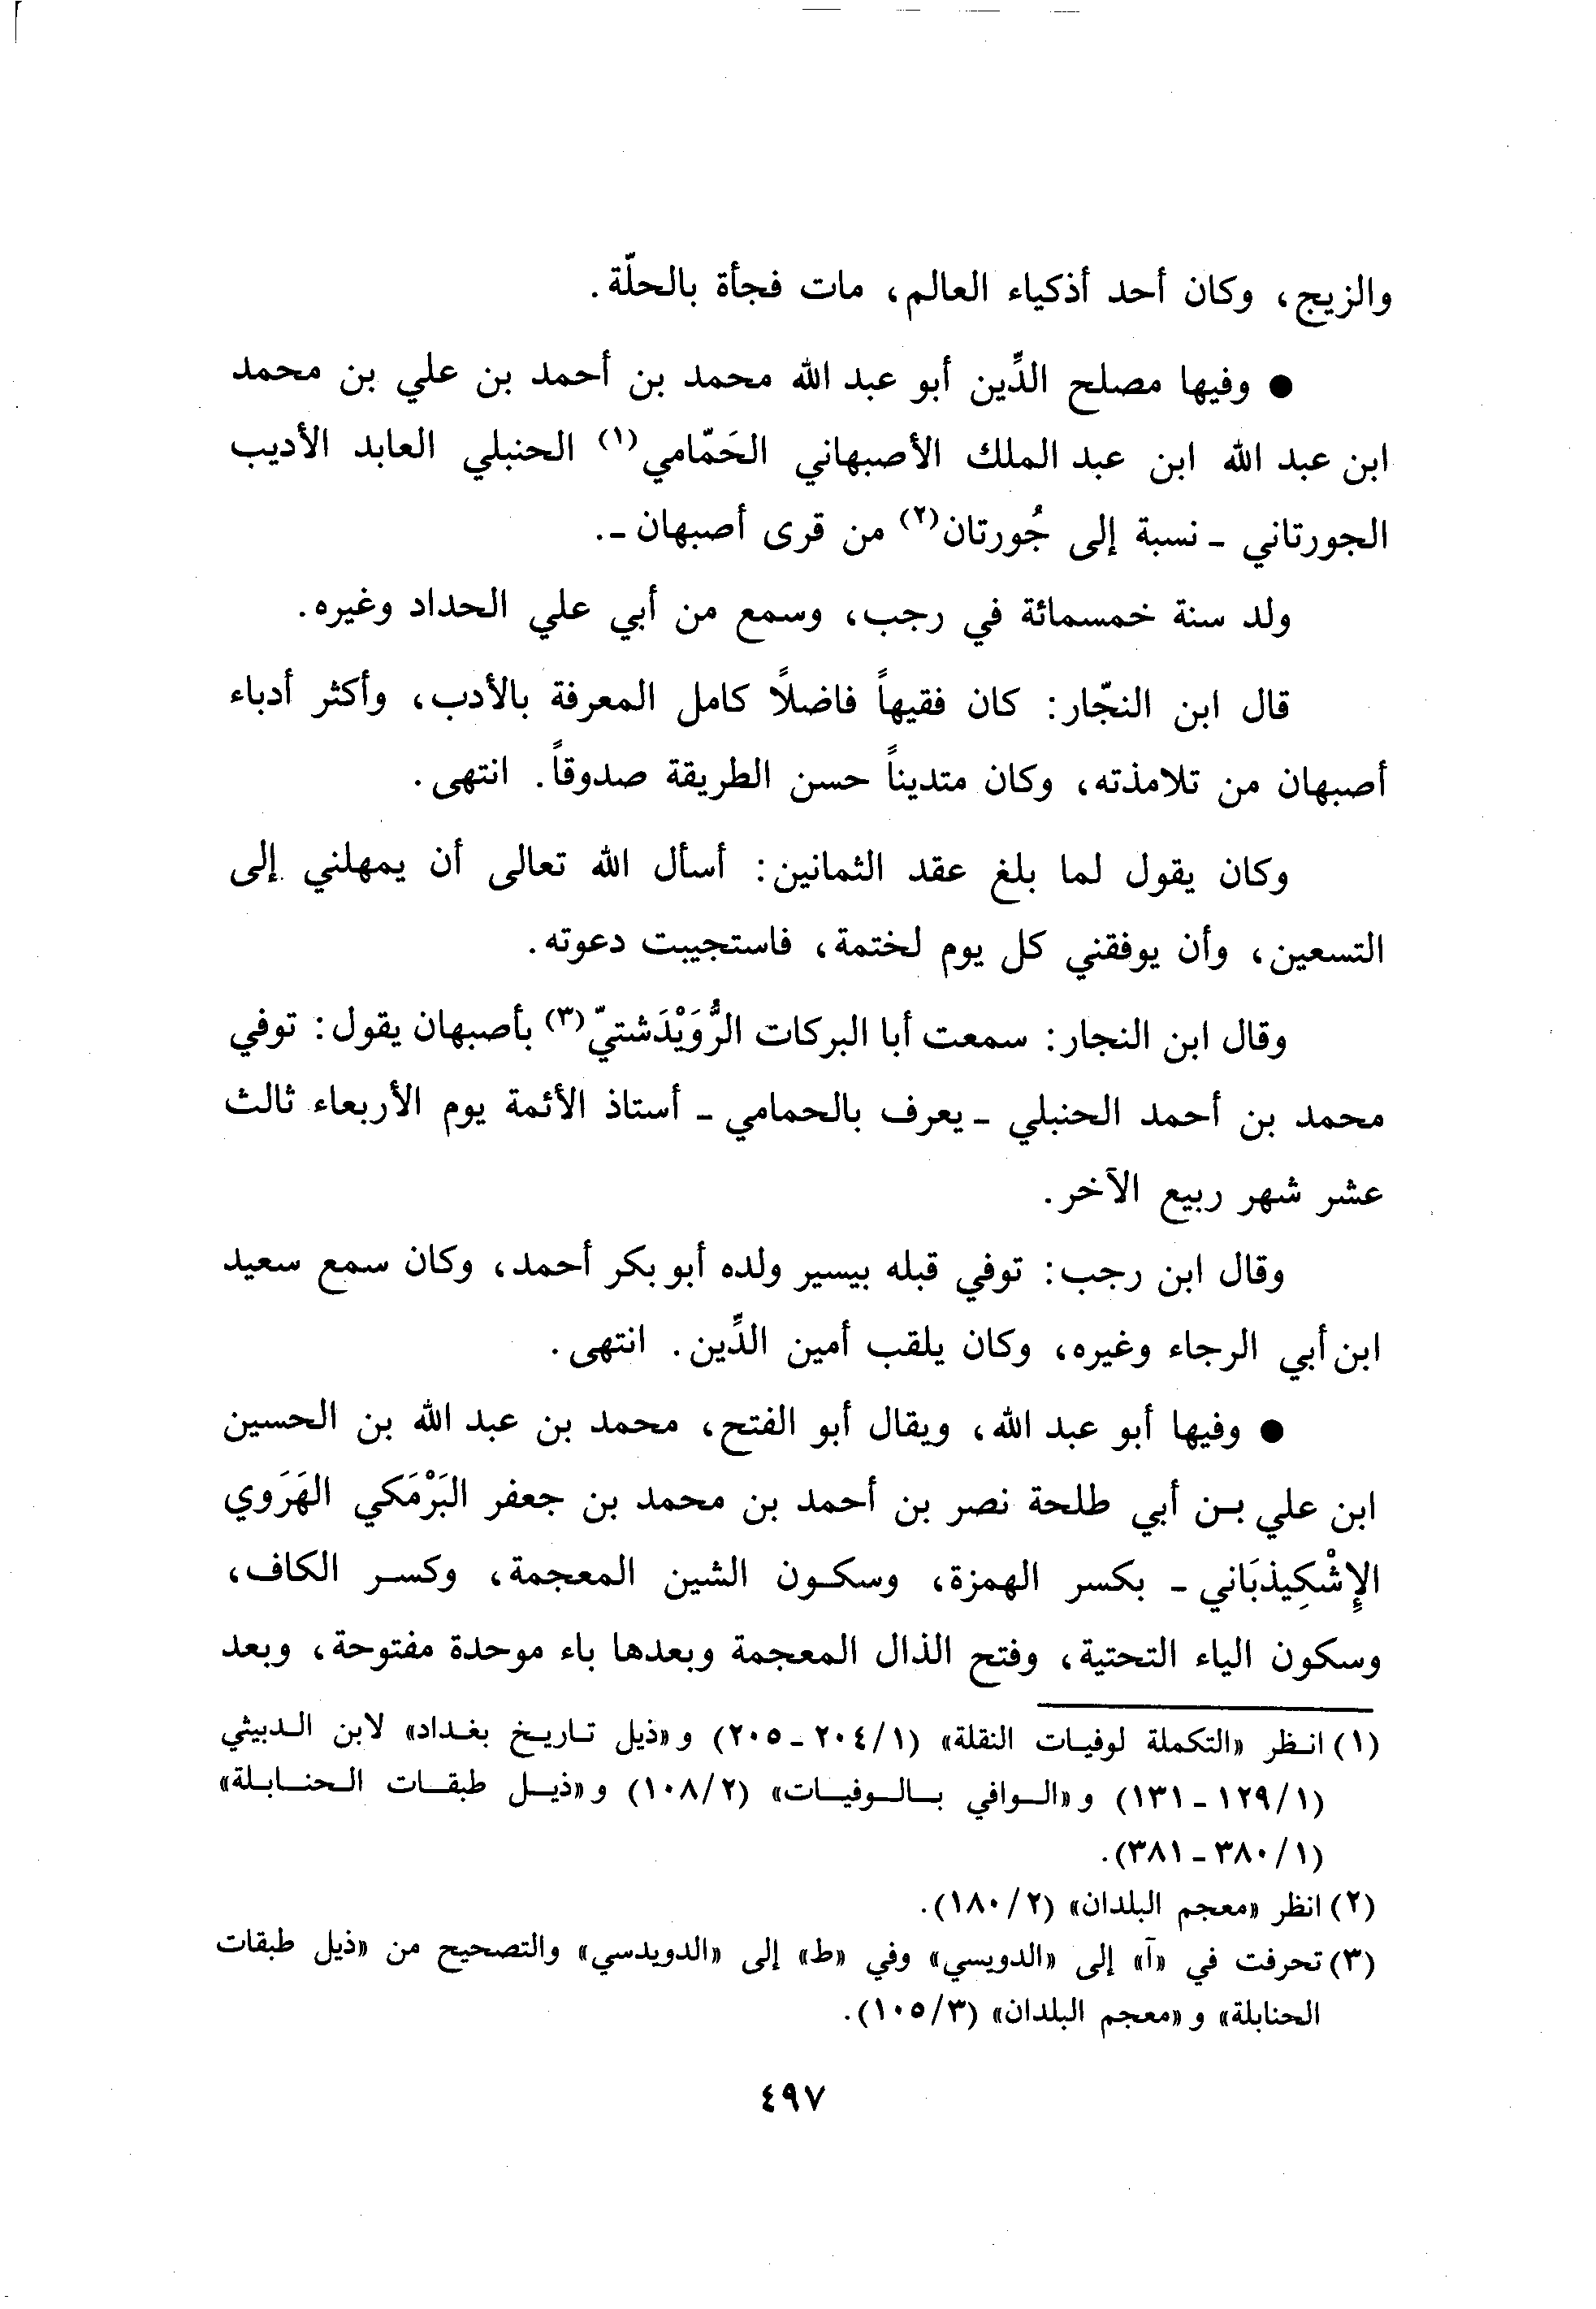 والزيج، وكان أحد أذكياء العالم، مات فجأة بالحلّة.
● وفيها مصلح الدِّين أبو عبد الله محمد بن أحمد بن علي بن محمد
ابن عبد الله ابن عبد الملك الأصبهاني الحَمّامي(١) الحنبلي العابد الأديب
الجورتاني ـ نسبة إلى جُورتان(٢) من قرى أصبهان ـ.
ولد سنة خمسمائة في رجب، وسمع من أبي علي الحداد وغيره.
قال ابن النجّار: كان فقيهاً فاضلاً كامل المعرفة بالأدب، وأكثر أدباء
أصبهان من تلامذته، وكان متديناً حسن الطريقة صدوقاً. انتهى.
وكان يقول لما بلغ عقد الثمانين: أسأل الله تعالى أن يمهلني إلى
التسعين، وأن يوفقني كل يوم لختمة، فاستجيبت دعوته.
وقال ابن النجار: سمعت أبا البركات الرُّوَيْدَشتيّ(٣) بأصبهان يقول: توفي
محمد بن أحمد الحنبلي ـ يعرف بالحمامي ـ أستاذ الأئمة يوم الأربعاء ثالث
عشر شهر ربيع الآخر.
وقال ابن رجب: توفي قبله بيسير ولده أبو بكر أحمد، وكان سمع سعيد
ابن أبي الرجاء وغيره، وكان يلقب أمين الدِّين. انتهى.
● وفيها أبو عبد الله، ويقال أبو الفتح، محمد بن عبد الله بن الحسين
ابن علي بن أبي طلحة نصر بن أحمد بن محمد بن جعفر البَرْمَكي الهَرَوي
الإِشْكِيذبَاني ـ بكسر الهمزة، وسكون الشين المعجمة، وكسر الكاف،
وسكون الياء التحتية، وفتح الذال المعجمة وبعدها باء موحدة مفتوحة، وبعد
(١) انظر «التكملة لوفيات النقلة» (١/٢٠٤ ـ ٢٠٥) و«ذيل تاريخ بغداد» لابن الدبيثي
(١/١٢٩ ـ ١٣١) و«الوافي بالوفيات» (٢/١٠٨) و«ذيل طبقات الحنابلة»
(١/٣٨٠ ـ ٣٨١).
(٢) انظر «معجم البلدان» (٢/١٨٠).
(٣) تحرفت في «آ» إلى «الدويسي» وفي «ط» إلى «الدويدسي» والتصحيح من «ذيل طبقات
الحنابلة» و«معجم البلدان» (٣/١٠٥).
٤٩٧